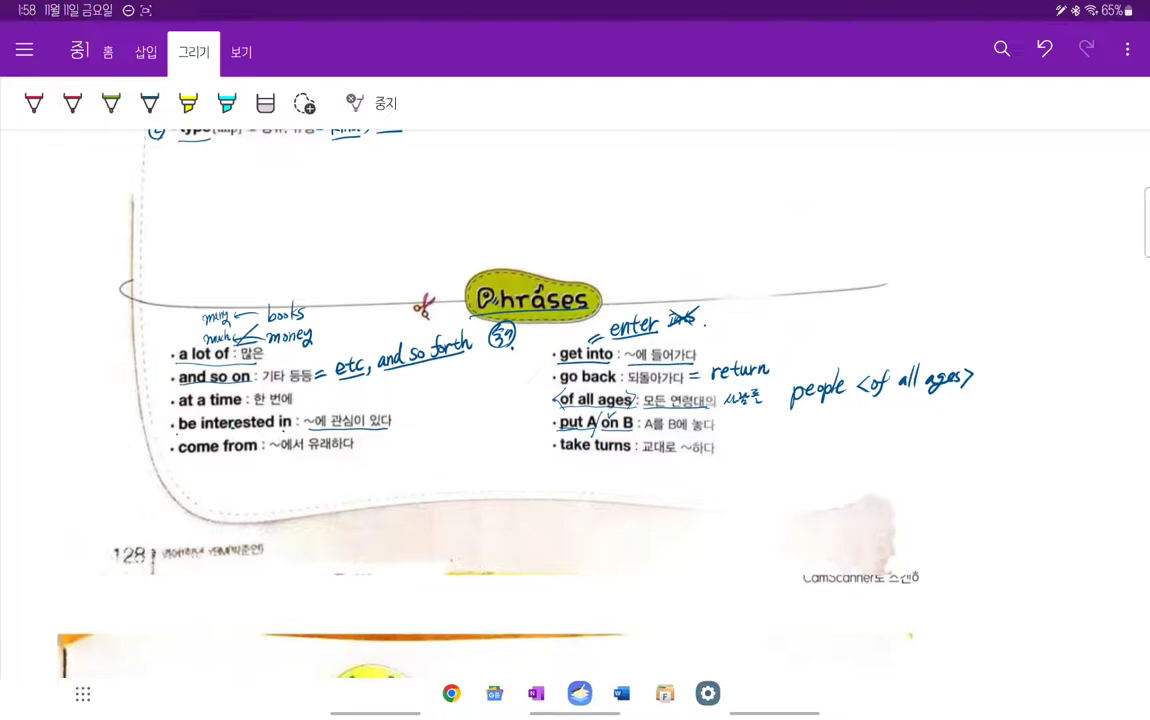 1:58 11월 11일 금요일
65%
중1 홈 삽입 그리기 보기
중지
type
Phrases
many books
much money
· a lot of : 많은
· and so on : 기타 등등 = etc, and so forth
· at a time : 한 번에
· be interested in : ~에 관심이 있다
· come from : ~에서 유래하다
= enter into.
· get into : ~에 들어가다
· go back : 되돌아가다 = return
· <of all ages> : 모든 연령대의 사람들 people <of all ages>
· put A/on B : A를 B에 놓다
· take turns : 교대로 ~하다
128
CamScanner로 스캔